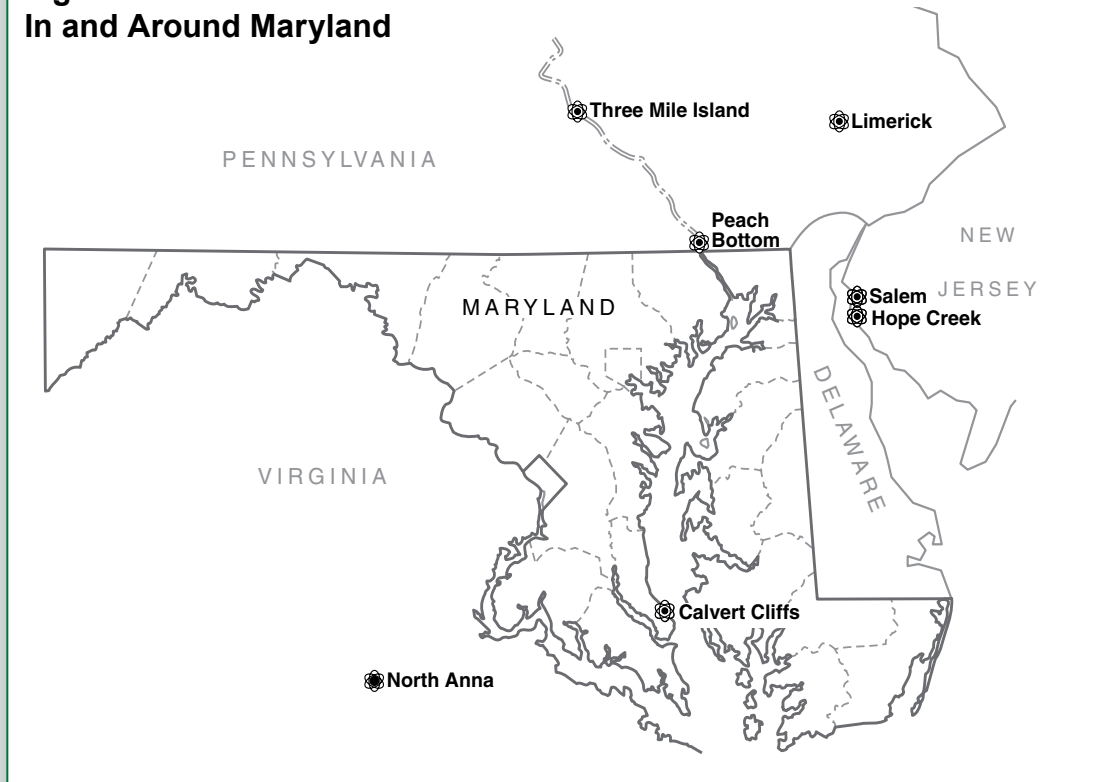 In and Around Maryland
Three Mile Island
Limerick
PENNSYLVANIA
Peach
Bottom
NEW
JERSEY
Salem
Hope Creek
MARYLAND
DELAWARE
VIRGINIA
Calvert Cliffs
North Anna